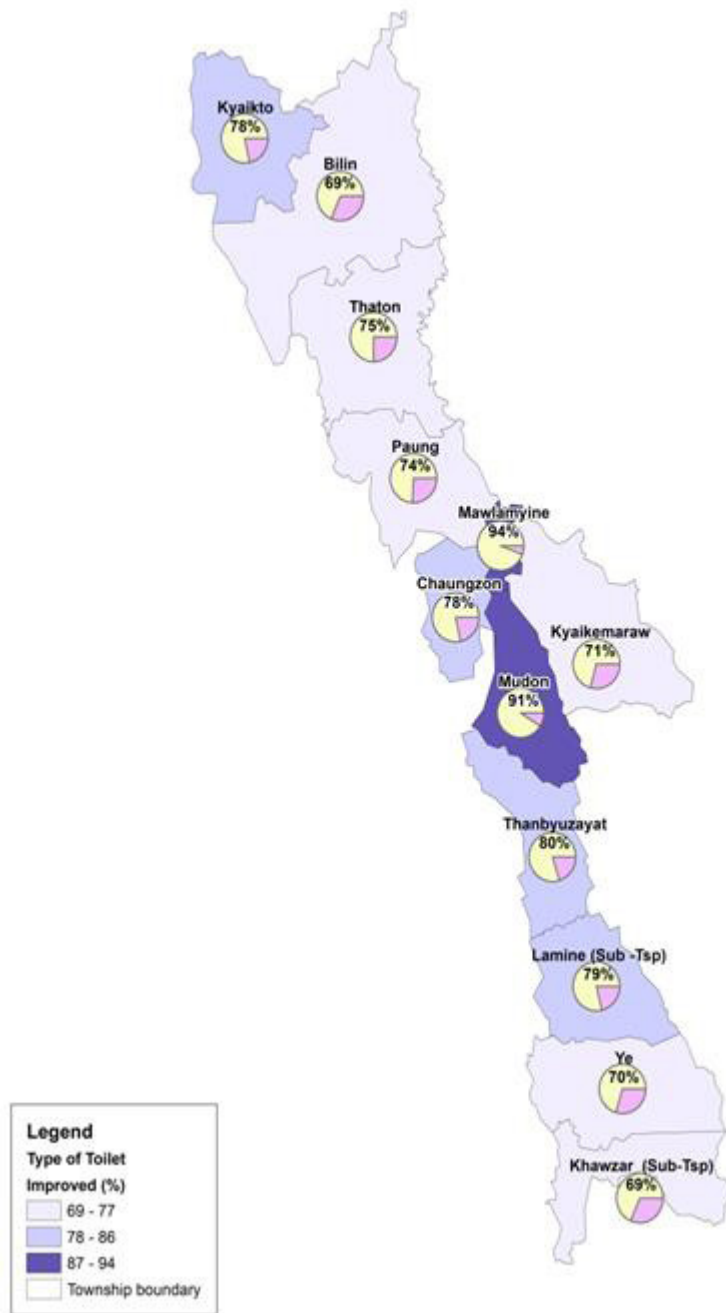 Kyaikto
78%
Bilin
69%
Thaton
75%
Paung
74%
Mawlamyine
94%
Chaungzon
78%
Kyaikemaraw
71%
Mudon
91%
Thanbyuzayat
80%
Lamine (Sub -Tsp)
79%
Ye
70%
Khawzar (Sub-Tsp)
69%
Legend
Type of Toilet
Improved (%)
69 - 77
78 - 86
87 - 94
Township boundary